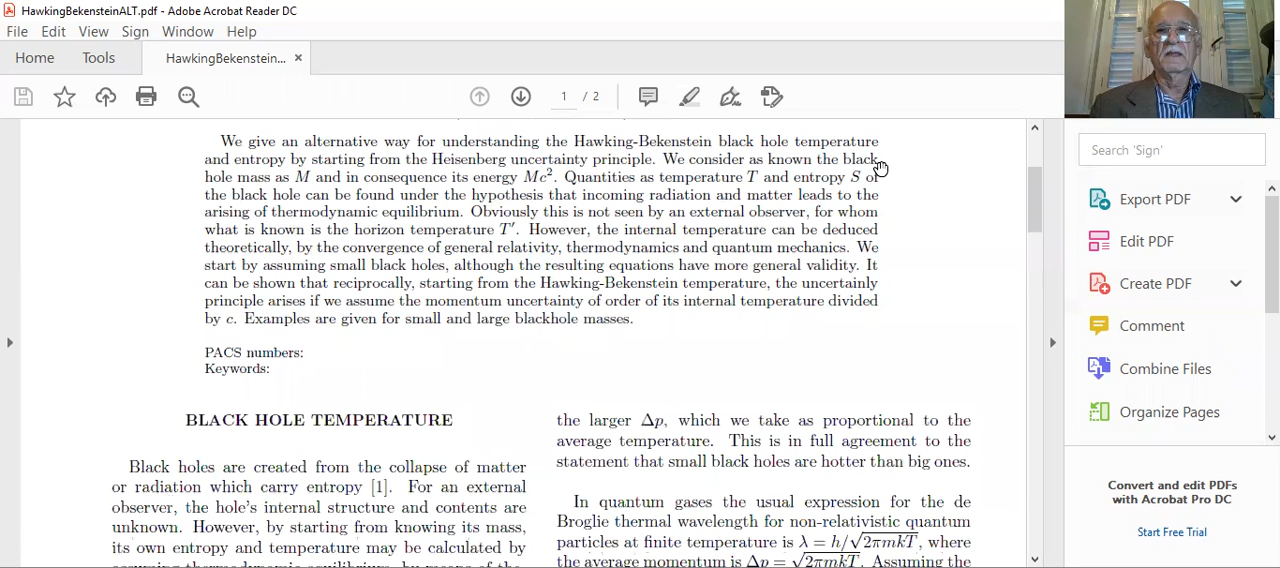 HawkingBekensteinALT.pdf - Adobe Acrobat Reader DC
File Edit View Sign Window Help
Home Tools HawkingBekenstein... ×
1 / 2
We give an alternative way for understanding the Hawking-Bekenstein black hole temperature
and entropy by starting from the Heisenberg uncertainty principle. We consider as known the black
hole mass as M and in consequence its energy Mc². Quantities as temperature T and entropy S of
the black hole can be found under the hypothesis that incoming radiation and matter leads to the
arising of thermodynamic equilibrium. Obviously this is not seen by an external observer, for whom
what is known is the horizon temperature T′. However, the internal temperature can be deduced
theoretically, by the convergence of general relativity, thermodynamics and quantum mechanics. We
start by assuming small black holes, although the resulting equations have more general validity. It
can be shown that reciprocally, starting from the Hawking-Bekenstein temperature, the uncertainly
principle arises if we assume the momentum uncertainty of order of its internal temperature divided
by c. Examples are given for small and large blackhole masses.
PACS numbers:
Keywords:
BLACK HOLE TEMPERATURE
Black holes are created from the collapse of matter
or radiation which carry entropy [1]. For an external
observer, the hole's internal structure and contents are
unknown. However, by starting from knowing its mass,
its own entropy and temperature may be calculated by
assuming thermodynamic equilibrium, by means of the
the larger Δp, which we take as proportional to the
average temperature. This is in full agreement to the
statement that small black holes are hotter than big ones.
In quantum gases the usual expression for the de
Broglie thermal wavelength for non-relativistic quantum
particles at finite temperature is λ = h/√2πmkT, where
the average momentum is Δp = √2πmkT. Assuming the
Search 'Sign'
Export PDF
Edit PDF
Create PDF
Comment
Combine Files
Organize Pages
Convert and edit PDFs
with Acrobat Pro DC
Start Free Trial